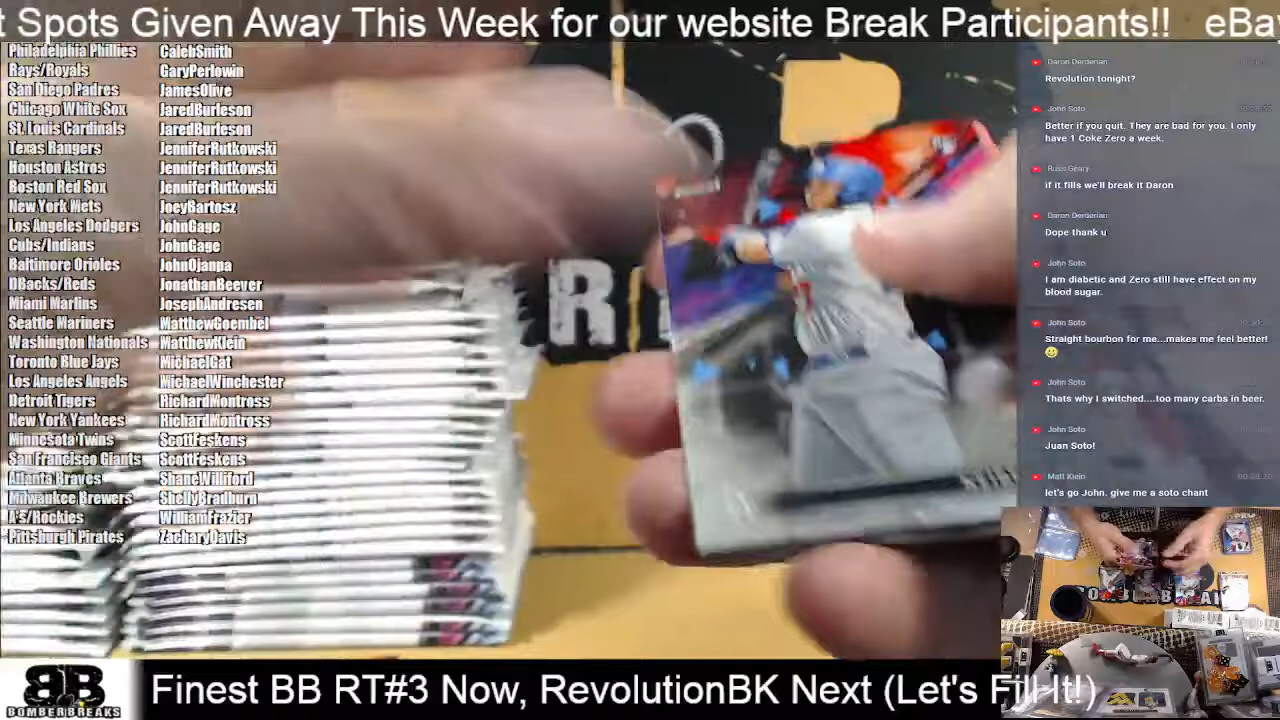 t Spots Given Away This Week for our website Break Participants!!   eBay
Philadelphia Phillies CalebSmith
Rays/Royals GaryPerlowin
San Diego Padres JamesOlive
Chicago White Sox JaredBurleson
St. Louis Cardinals JaredBurleson
Texas Rangers JenniferRutkowski
Houston Astros JenniferRutkowski
Boston Red Sox JenniferRutkowski
New York Mets JoeyBartosz
Los Angeles Dodgers JohnGage
Cubs/Indians JohnGage
Baltimore Orioles JohnOjanpa
DBacks/Reds JonathanBeever
Miami Marlins JosephAndresen
Seattle Mariners MatthewGoembel
Washington Nationals MatthewKlein
Toronto Blue Jays MichaelGat
Los Angeles Angels MichaelWinchester
Detroit Tigers RichardMontross
New York Yankees RichardMontross
Minnesota Twins ScottFeskens
San Francisco Giants ScottFeskens
Atlanta Braves ShaneWilliford
Milwaukee Brewers ShellyBradburn
A's/Rockies WilliamFrazier
Pittsburgh Pirates ZacharyDavis
Daron Derderian
Revolution tonight?
John Soto
Better if you quit. They are bad for you. I only
have 1 Coke Zero a week.
Russ Geary
if it fills we'll break it Daron
Daron Derderian
Dope thank u
John Soto
I am diabetic and Zero still have effect on my
blood sugar.
John Soto
Straight bourbon for me...makes me feel better!
John Soto
Thats why I switched....too many carbs in beer.
John Soto
Juan Soto!
Matt Klein
let's go John. give me a soto chant
BB
BOMBERBREAKS
Finest BB RT#3 Now, RevolutionBK Next (Let's Fill It!)